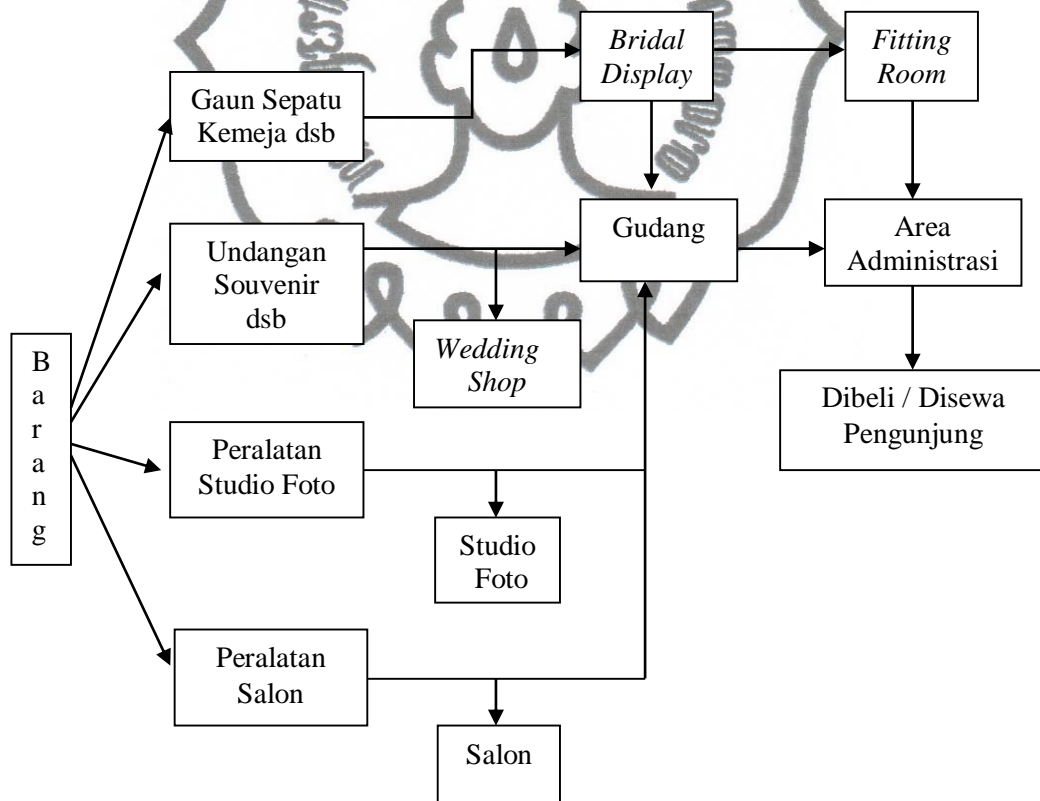 Bridal
Display
Fitting
Room
Gaun Sepatu
Kemeja dsb
Gudang
Area
Administrasi
Undangan
Souvenir
dsb
Wedding
Shop
B
a
r
a
n
g
Dibeli / Disewa
Pengunjung
Peralatan
Studio Foto
Studio
Foto
Peralatan
Salon
Salon